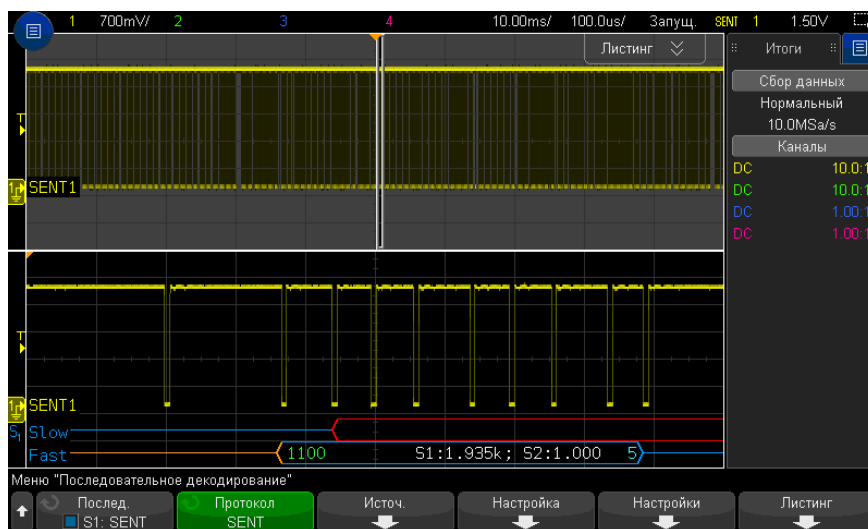 1 700mV/ 2 3 4 10.00ms/ 100.0us/ Запущ. SENT 1 1.50V
Листинг
Итоги
Сбор данных
Нормальный
10.0MSa/s
Каналы
DC 10.0:1
DC 10.0:1
DC 1.00:1
DC 1.00:1
T
SENT1
T
SENT1
S1 Slow
Fast 1100 S1:1.935k; S2:1.000 5
Меню "Последовательное декодирование"
Послед.
S1: SENT
Протокол
SENT
Источ.
Настройка
Настройки
Листинг